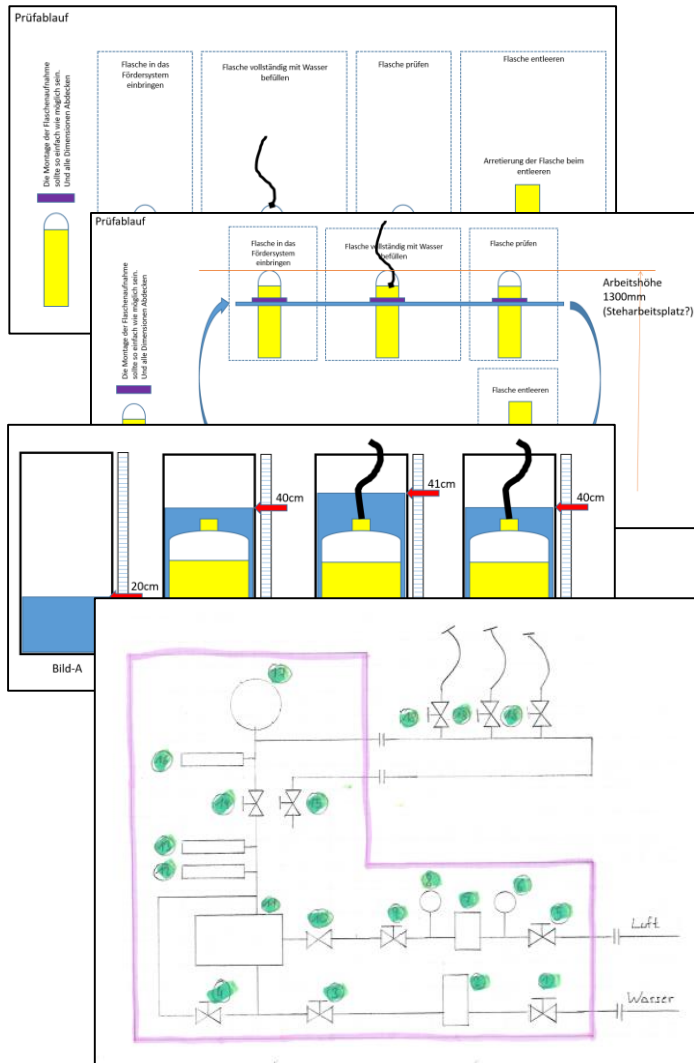 Prüfablauf
Die Montage der Flaschenaufnahme
sollte so einfach wie möglich sein.
Und alle Dimensionen Abdecken
Flasche in das
Fördersystem
einbringen
Flasche vollständig mit Wasser
befüllen
Flasche prüfen
Flasche entleeren
Arretierung der Flasche beim
entleeren
Prüfablauf
Die Montage der Flaschenaufnahme
sollte so einfach wie möglich sein.
Und alle Dimensionen Abdecken
Flasche in das
Fördersystem
einbringen
Flasche vollständig mit Wasser
befüllen
Flasche prüfen
Arbeitshöhe
1300mm
(Steharbeitsplatz?)
Flasche entleeren
20cm
40cm
41cm
40cm
Bild-A
Luft
Wasser